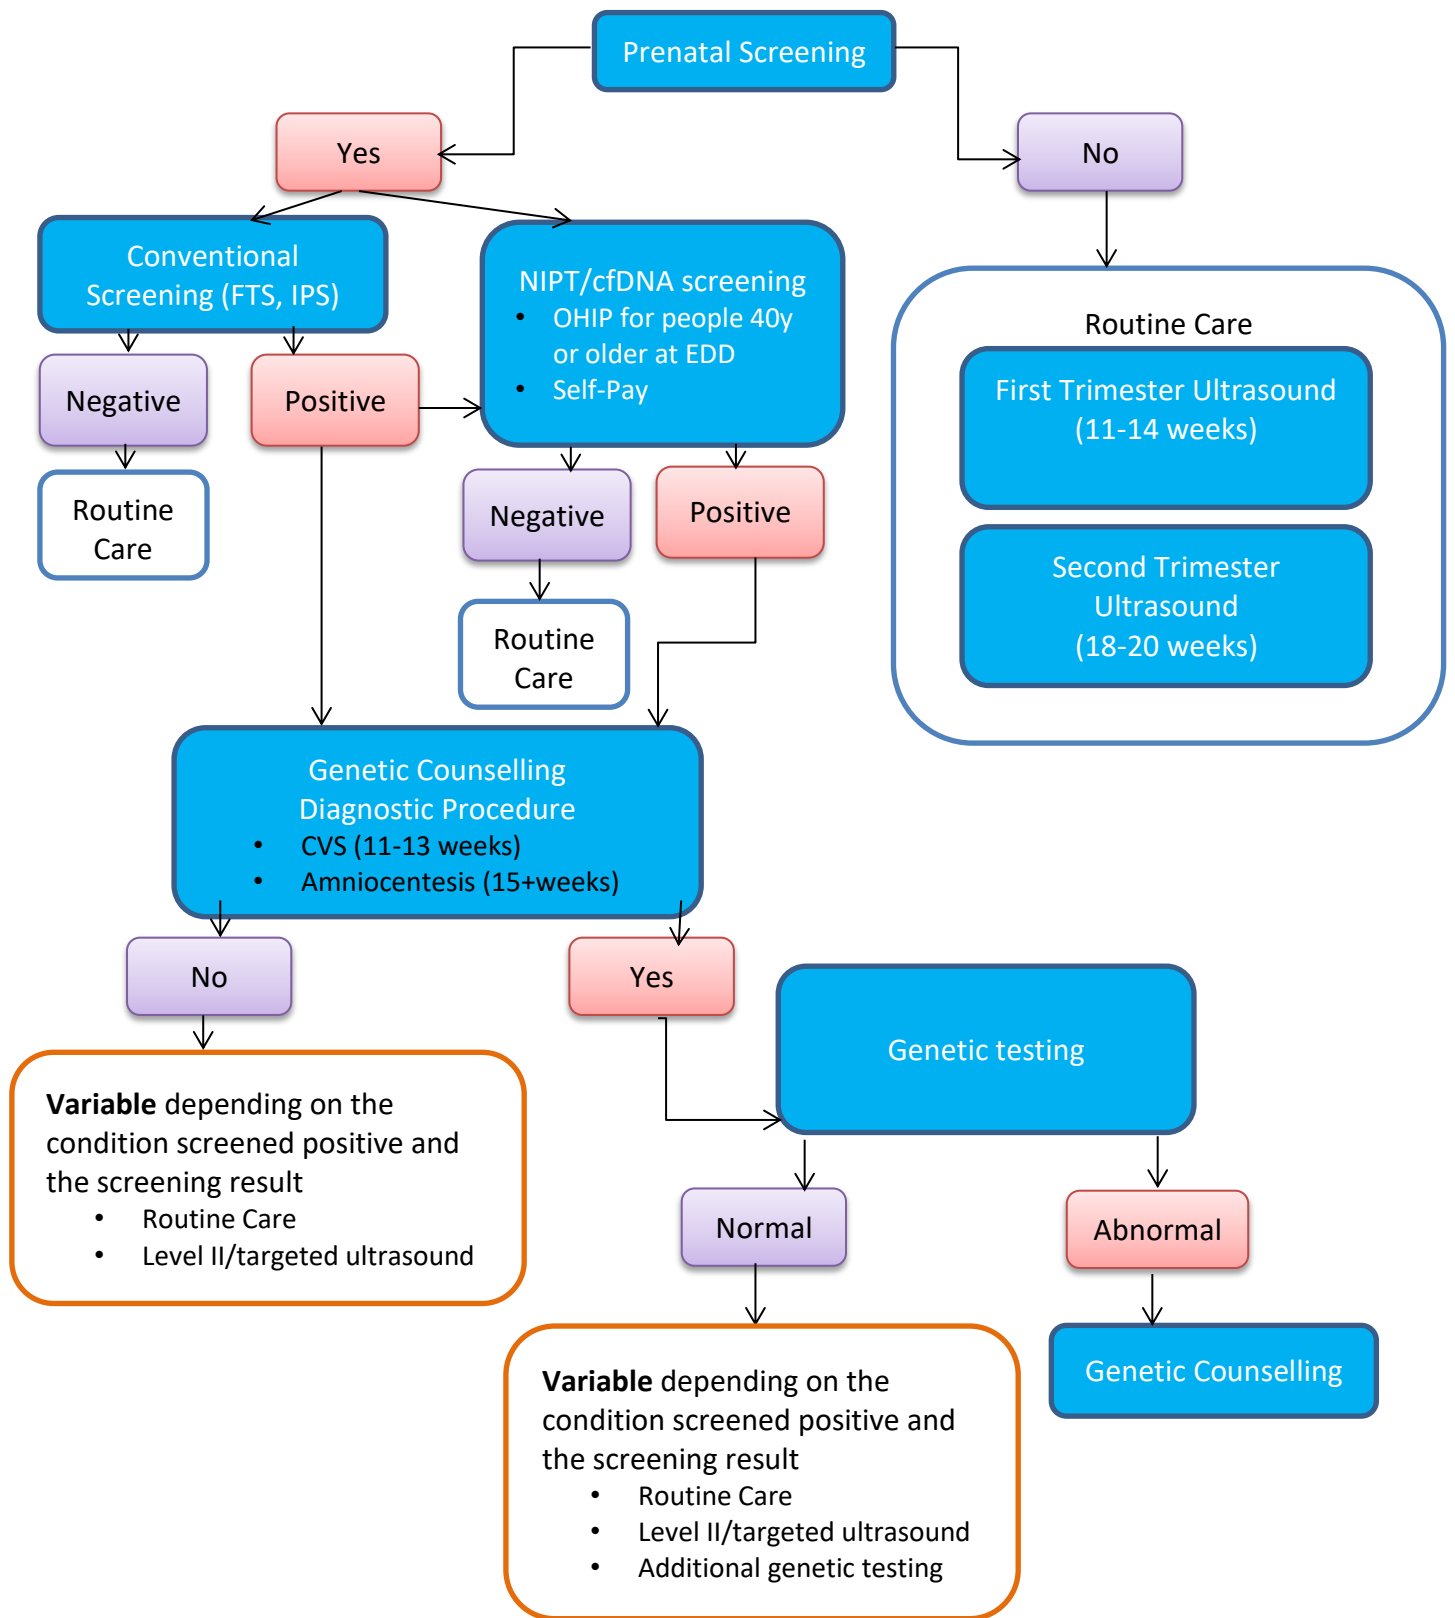 Prenatal Screening
Yes
No
Conventional
Screening (FTS, IPS)
NIPT/cfDNA screening
• OHIP for people 40y
or older at EDD
• Self-Pay
Routine Care
First Trimester Ultrasound
(11-14 weeks)
Second Trimester
Ultrasound
(18-20 weeks)
Negative
Positive
Routine
Care
Negative
Positive
Routine
Care
Genetic Counselling
Diagnostic Procedure
• CVS (11-13 weeks)
• Amniocentesis (15+weeks)
No
Yes
Genetic testing
Variable depending on the
condition screened positive and
the screening result
• Routine Care
• Level II/targeted ultrasound
Normal
Abnormal
Variable depending on the
condition screened positive and
the screening result
• Routine Care
• Level II/targeted ultrasound
• Additional genetic testing
Genetic Counselling